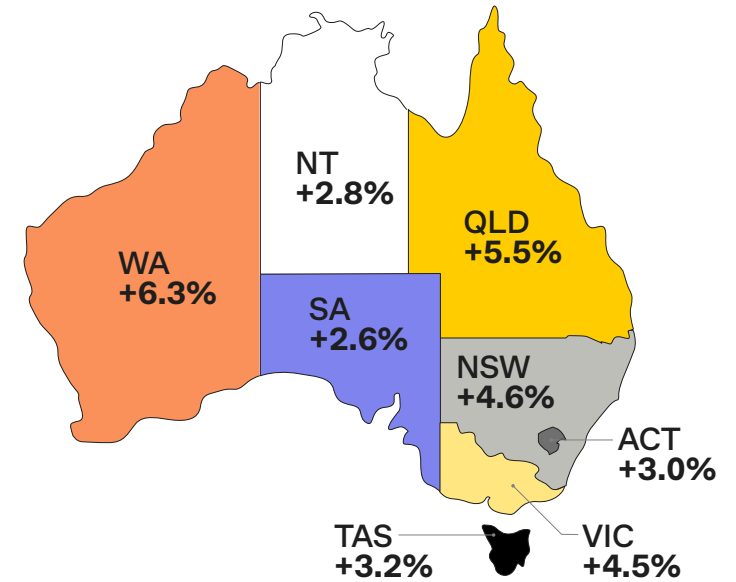 NT
+2.8%
QLD
+5.5%
WA
+6.3%
SA
+2.6%
NSW
+4.6%
ACT
+3.0%
TAS
+3.2%
VIC
+4.5%